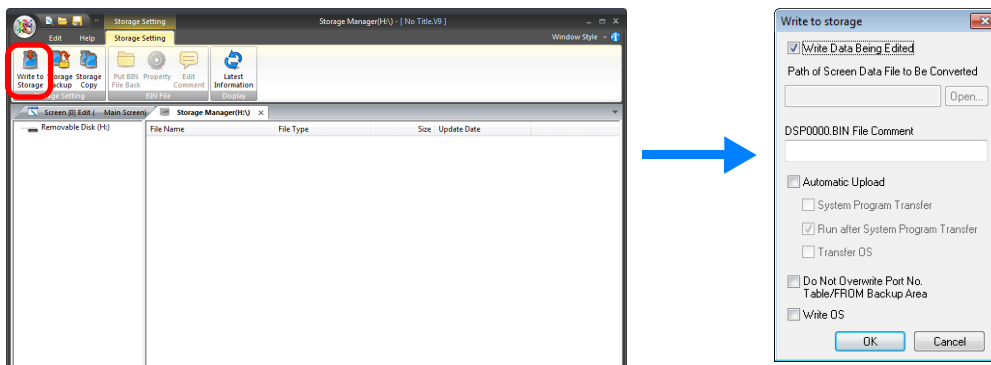 Storage Setting
Storage Manager(H:\) - [ No Title.V9 ]
Edit Help Storage Setting Window Style
Write to Storage
Storage Backup
Storage Copy
Put BIN File Back
Property
Edit Comment
Latest Information
Storage Setting
BIN File
Display
Screen [0] Edit ( Main Screen)
Storage Manager(H:\)
Removable Disk (H:)
File Name File Type Size Update Date
Write to storage
Write Data Being Edited
Path of Screen Data File to Be Converted
Open...
DSP0000.BIN File Comment
Automatic Upload
System Program Transfer
Run after System Program Transfer
Transfer OS
Do Not Overwrite Port No.
Table/FROM Backup Area
Write OS
OK Cancel